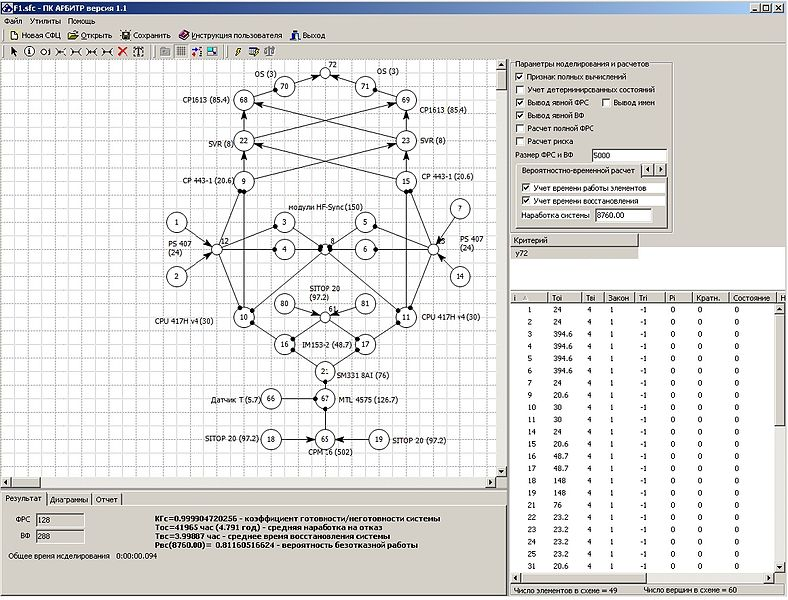 F1.sfc - ПК АРБИТР версия 1.1
Файл Утилиты Помощь
Новая СФЦ Открыть Сохранить Инструкция пользователя Выход
72
OS (3) 70 71 OS (3)
CP1613 (85.4) 68 69 CP1613 (85.4)
SVR (8) 22 23 SVR (8)
CP 443-1 (20.6) 9 15 CP 443-1 (20.6)
модули HF-Sync(150)
1 3 5 7
12 8 13
PS 407 (24) 4 6 PS 407 (24)
2 14
SITOP 20 (97.2)
80 61 81
CPU 417H v4(30) 10 11 CPU 417H v4 (30)
16 IM153-2 (48.7) 17
21 SM331 8AI (76)
Датчик T (5.7) 66 67 MTL 4575 (126.7)
SITOP 20 (97.2) 18 65 19 SITOP 20 (97.2)
CPM 16 (502)
Параметры моделирования и расчетов
Признак полных вычислений
Учет детерминированных состояний
Вывод явной ФРС Вывод имен
Вывод явной ВФ
Расчет полной ФРС
Расчет риска
Размер ФРС и ВФ 5000
Вероятностно-временной расчет
Учет времени работы элементов
Учет времени восстановления
Наработка системы 8760.00
Критерий
y72
i Toi Tвi Закон Tri Pi Кратн. Состояние Н
1 24 4 1 -1 0 0 0
2 24 4 1 -1 0 0 0
3 394.6 4 1 -1 0 0 0
4 394.6 4 1 -1 0 0 0
5 394.6 4 1 -1 0 0 0
6 394.6 4 1 -1 0 0 0
7 24 4 1 -1 0 0 0
9 20.6 4 1 -1 0 0 0
10 30 4 1 -1 0 0 0
11 30 4 1 -1 0 0 0
14 24 4 1 -1 0 0 0
15 20.6 4 1 -1 0 0 0
16 48.7 4 1 -1 0 0 0
17 48.7 4 1 -1 0 0 0
18 148 4 1 -1 0 0 0
19 148 4 1 -1 0 0 0
21 76 4 1 -1 0 0 0
22 23.2 4 1 -1 0 0 0
23 23.2 4 1 -1 0 0 0
24 23.2 4 1 -1 0 0 0
25 23.2 4 1 -1 0 0 0
31 20.6 4 1 -1 0 0 0
Результат Диаграммы Отчет
ФРС 128
ВФ 288
Общее время иследирования 0:00:00.094
КГс=0.999904720256 - коэффициент готовности/неготовности системы
Тос=41965 час (4.791 год) - средняя наработка на отказ
Твс=3.99887 час - среднее время восстановления системы
Рвс(8760.00)= 0.81160516624 - вероятность безотказной работы
Число элементов в схеме = 49 Число вершин в схеме = 60